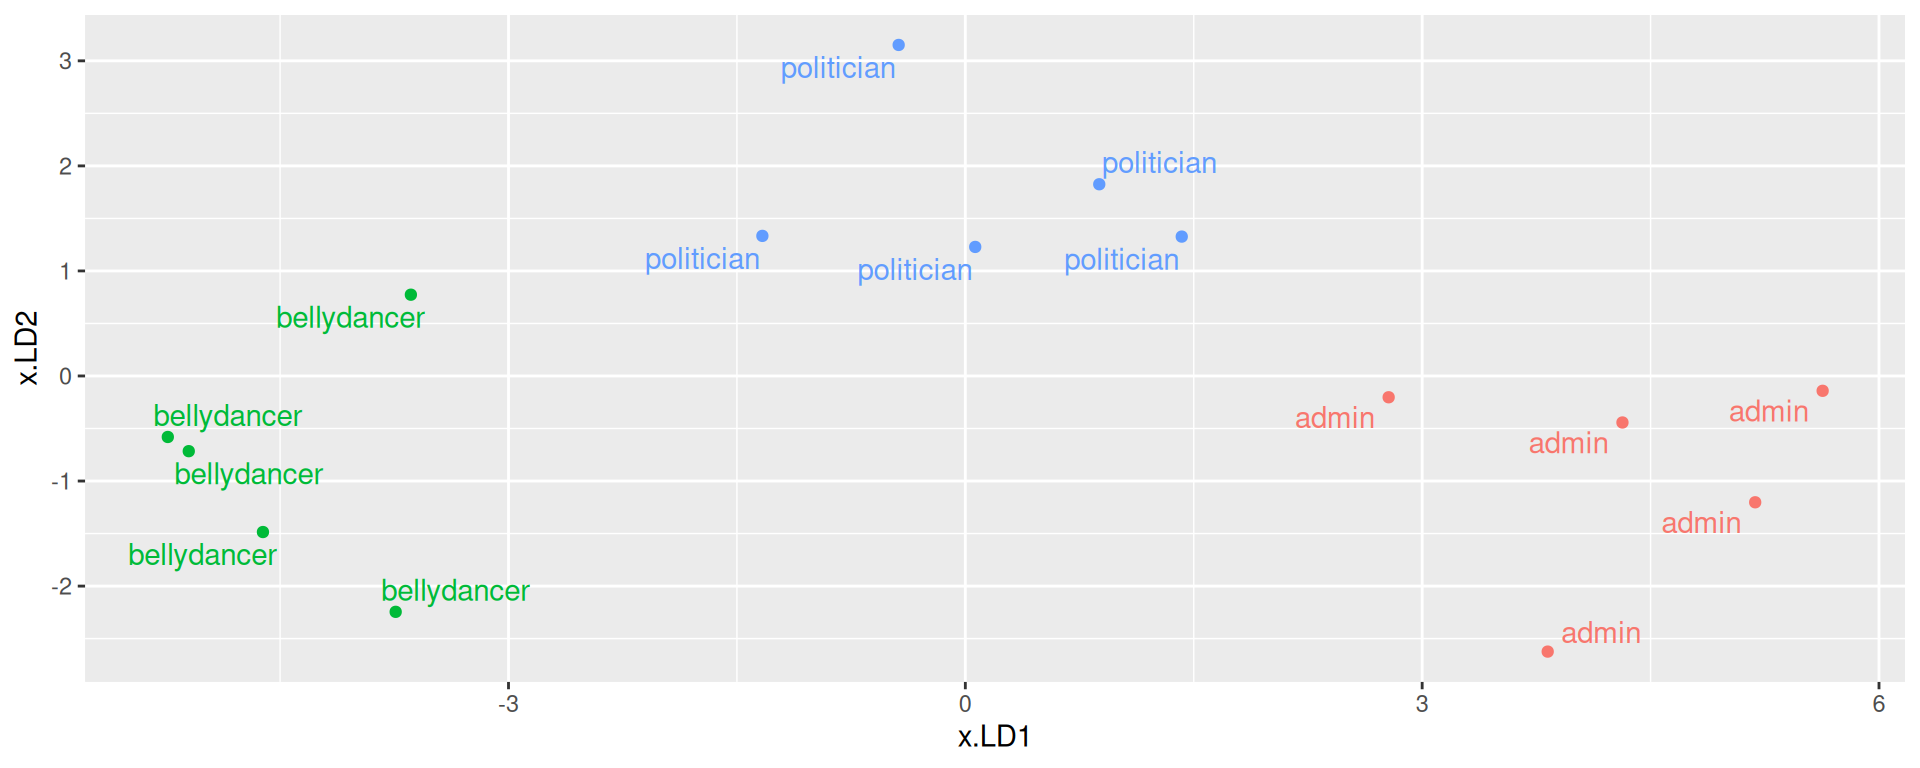 3
politician
politician
2
politician
politician
politician
1
bellydancer
x.LD2
0
admin
admin
bellydancer
admin
bellydancer
-1
admin
bellydancer
-2
bellydancer
admin
-3
0
3
6
x.LD1